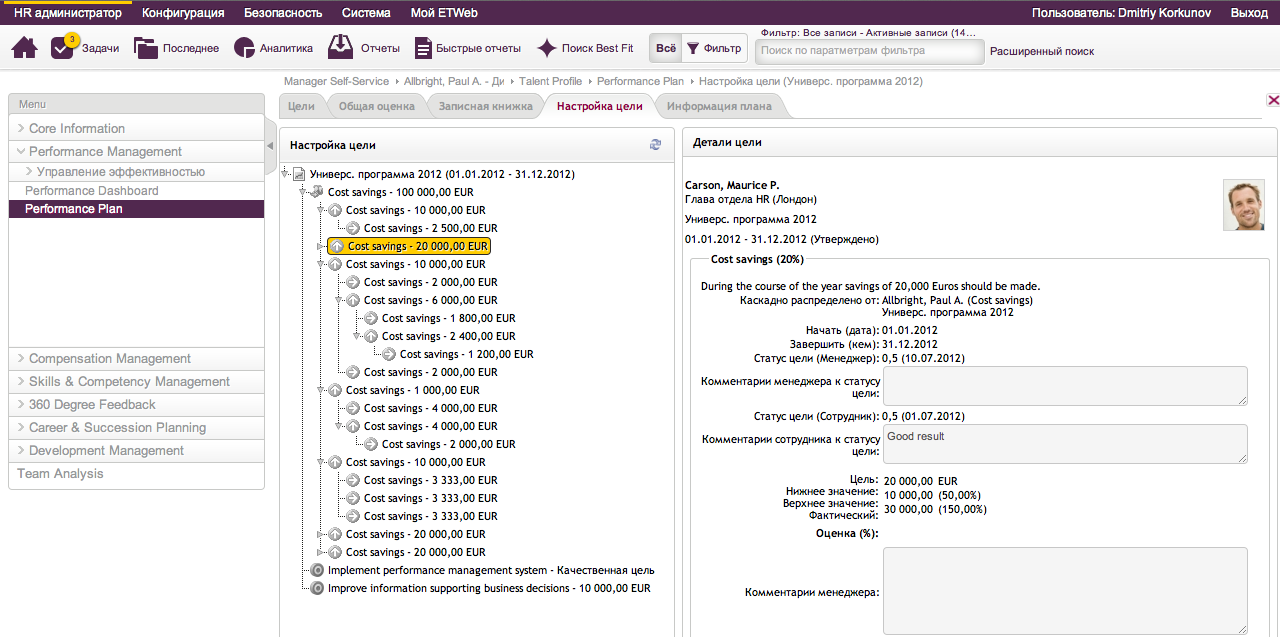 HR администратор Конфигурация Безопасность Система Мой ETWeb Пользователь: Dmitriy Korkunov Выход
3 Задачи Последнее Аналитика Отчеты Быстрые отчеты Поиск Best Fit Всё Фильтр
Фильтр: Все записи - Активные записи (14...
Поиск по паратметрам фильтра Расширенный поиск
Manager Self-Service Allbright, Paul A. - Ди Talent Profile Performance Plan Настройка цели (Универс. программа 2012)
Menu
Core Information
Performance Management
Управление эффективностью
Performance Dashboard
Performance Plan
Compensation Management
Skills & Competency Management
360 Degree Feedback
Career & Succession Planning
Development Management
Team Analysis
Цели Общая оценка Записная книжка Настройка цели Информация плана
Настройка цели
Универс. программа 2012 (01.01.2012 - 31.12.2012)
Cost savings - 100 000,00 EUR
Cost savings - 10 000,00 EUR
Cost savings - 2 500,00 EUR
Cost savings - 20 000,00 EUR
Cost savings - 10 000,00 EUR
Cost savings - 2 000,00 EUR
Cost savings - 6 000,00 EUR
Cost savings - 1 800,00 EUR
Cost savings - 2 400,00 EUR
Cost savings - 1 200,00 EUR
Cost savings - 2 000,00 EUR
Cost savings - 1 000,00 EUR
Cost savings - 4 000,00 EUR
Cost savings - 4 000,00 EUR
Cost savings - 2 000,00 EUR
Cost savings - 10 000,00 EUR
Cost savings - 3 333,00 EUR
Cost savings - 3 333,00 EUR
Cost savings - 3 333,00 EUR
Cost savings - 20 000,00 EUR
Cost savings - 20 000,00 EUR
Implement performance management system - Качественная цель
Improve information supporting business decisions - 10 000,00 EUR
Детали цели
Carson, Maurice P.
Глава отдела HR (Лондон)
Универс. программа 2012
01.01.2012 - 31.12.2012 (Утверждено)
Cost savings (20%)
During the course of the year savings of 20,000 Euros should be made.
Каскадно распределено от: Allbright, Paul A. (Cost savings)
Универс. программа 2012
Начать (дата): 01.01.2012
Завершить (кем): 31.12.2012
Статус цели (Менеджер): 0,5 (10.07.2012)
Комментарии менеджера к статусу
цели:
Статус цели (Сотрудник): 0,5 (01.07.2012)
Комментарии сотрудника к статусу
цели:
Good result
Цель: 20 000,00 EUR
Нижнее значение: 10 000,00 (50,00%)
Верхнее значение: 30 000,00 (150,00%)
Фактический:
Оценка (%):
Комментарии менеджера: